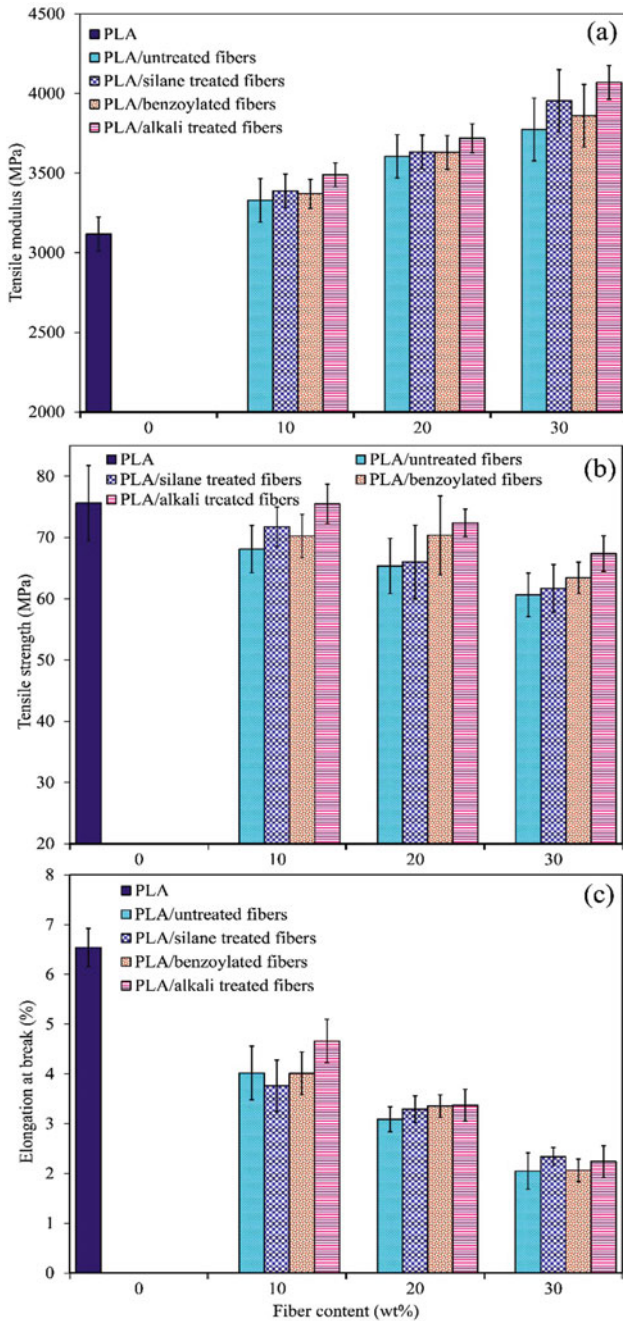 (a)
PLA
PLA/untreated fibers
PLA/silane treated fibers
PLA/benzoylated fibers
PLA/alkali treated fibers
Tensile modulus (MPa)
4500
4000
3500
3000
2500
2000
0 10 20 30
(b)
PLA PLA/untreated fibers
PLA/silane treated fibers PLA/benzoylated fibers
PLA/alkali treated fibers
Tensile strength (MPa)
80
70
60
50
40
30
20
0 10 20 30
(c)
PLA
PLA/untreated fibers
PLA/silane treated fibers
PLA/benzoylated fibers
PLA/alkali treated fibers
Elongation at break (%)
8
7
6
5
4
3
2
1
0
0 10 20 30
Fiber content (wt%)